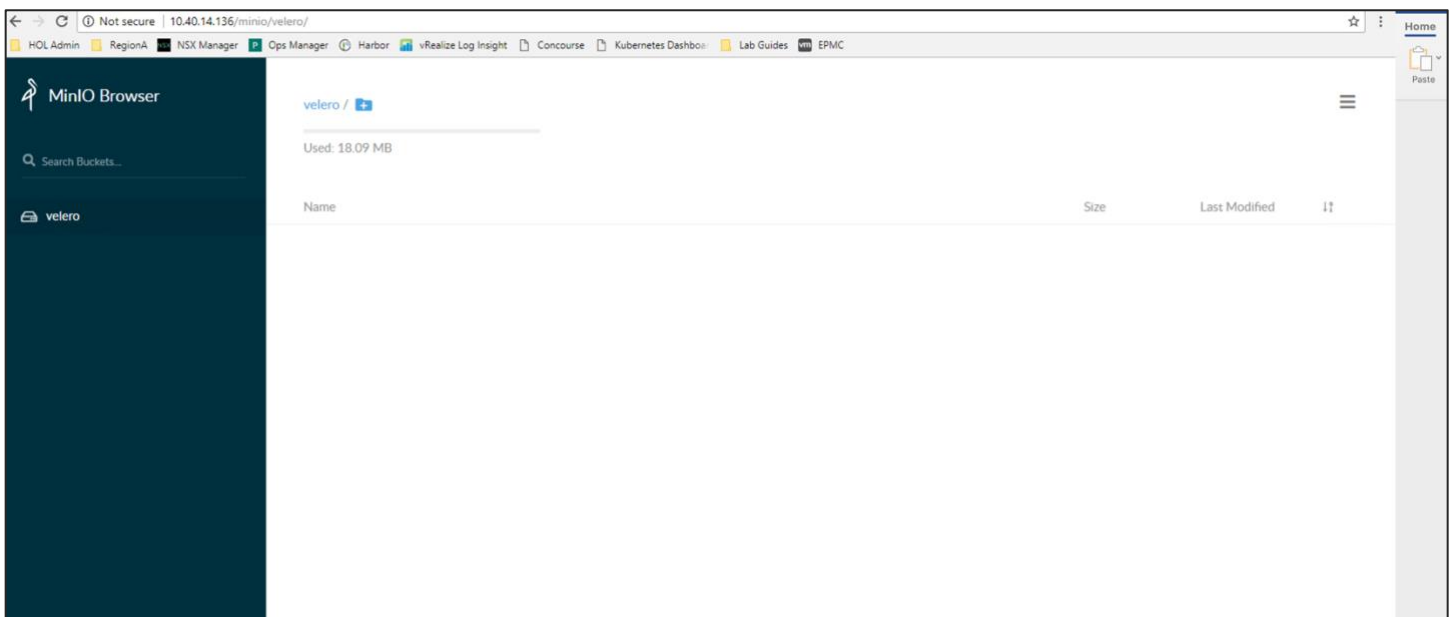 Not secure | 10.40.14.136/minio/velero/
Home
HOL Admin RegionA NSX Manager Ops Manager Harbor vRealize Log Insight Concourse Kubernetes Dashboa Lab Guides vm EPMC
Paste
MinIO Browser
velero /
Used: 18.09 MB
Search Buckets...
Name Size Last Modified
velero